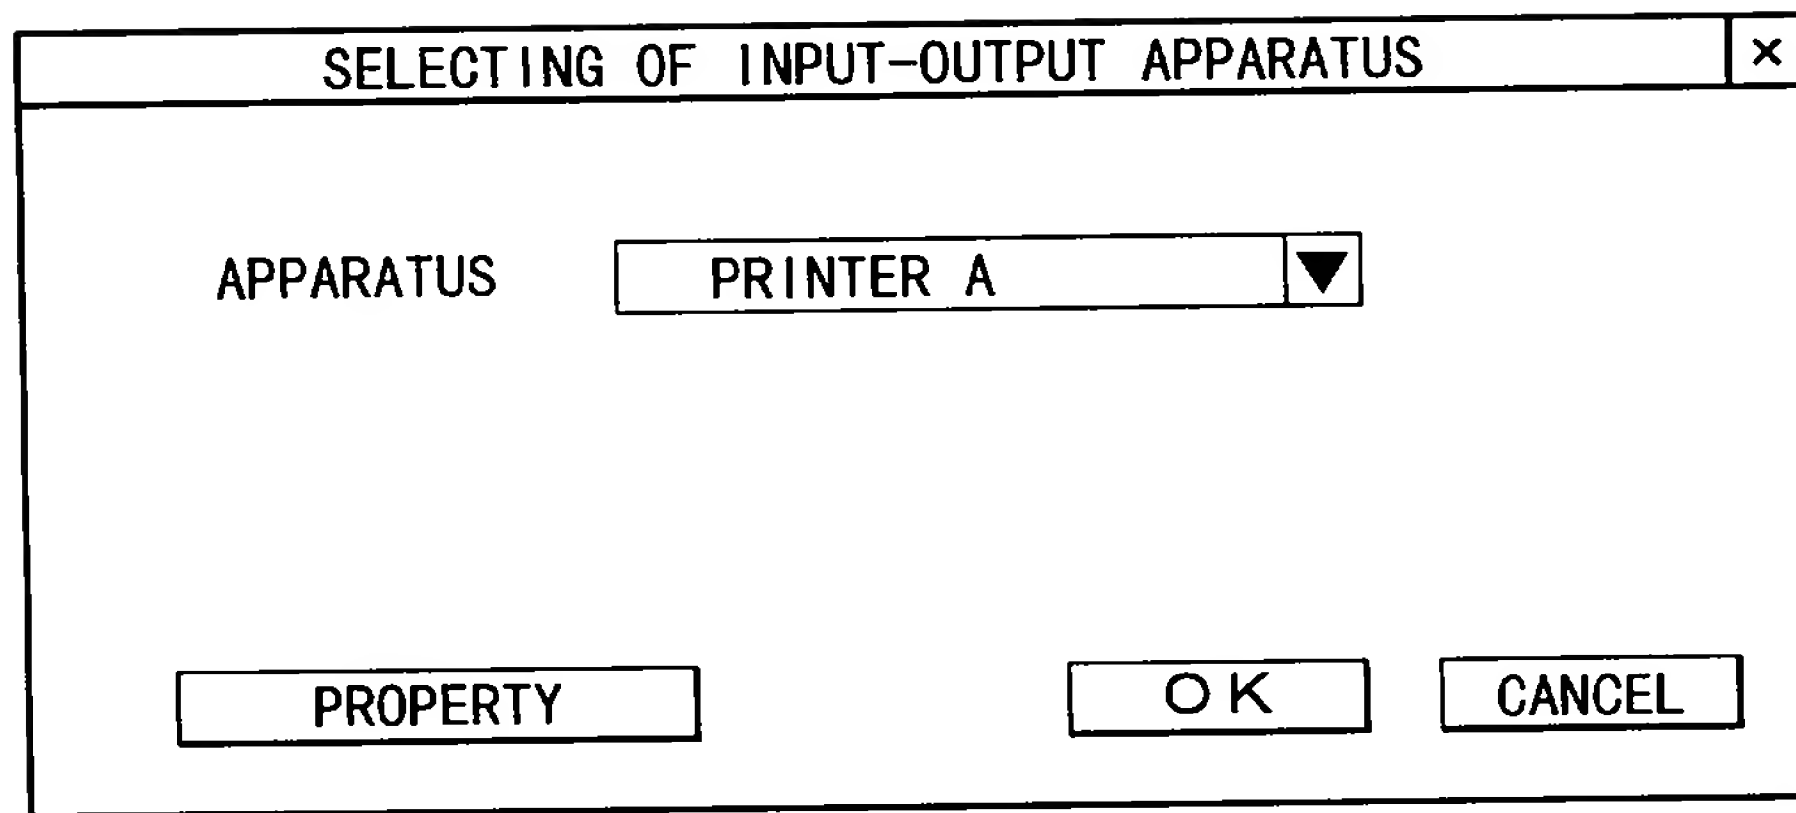 SELECTING OF INPUT-OUTPUT APPARATUS ×
APPARATUS PRINTER A ▼
PROPERTY OK CANCEL